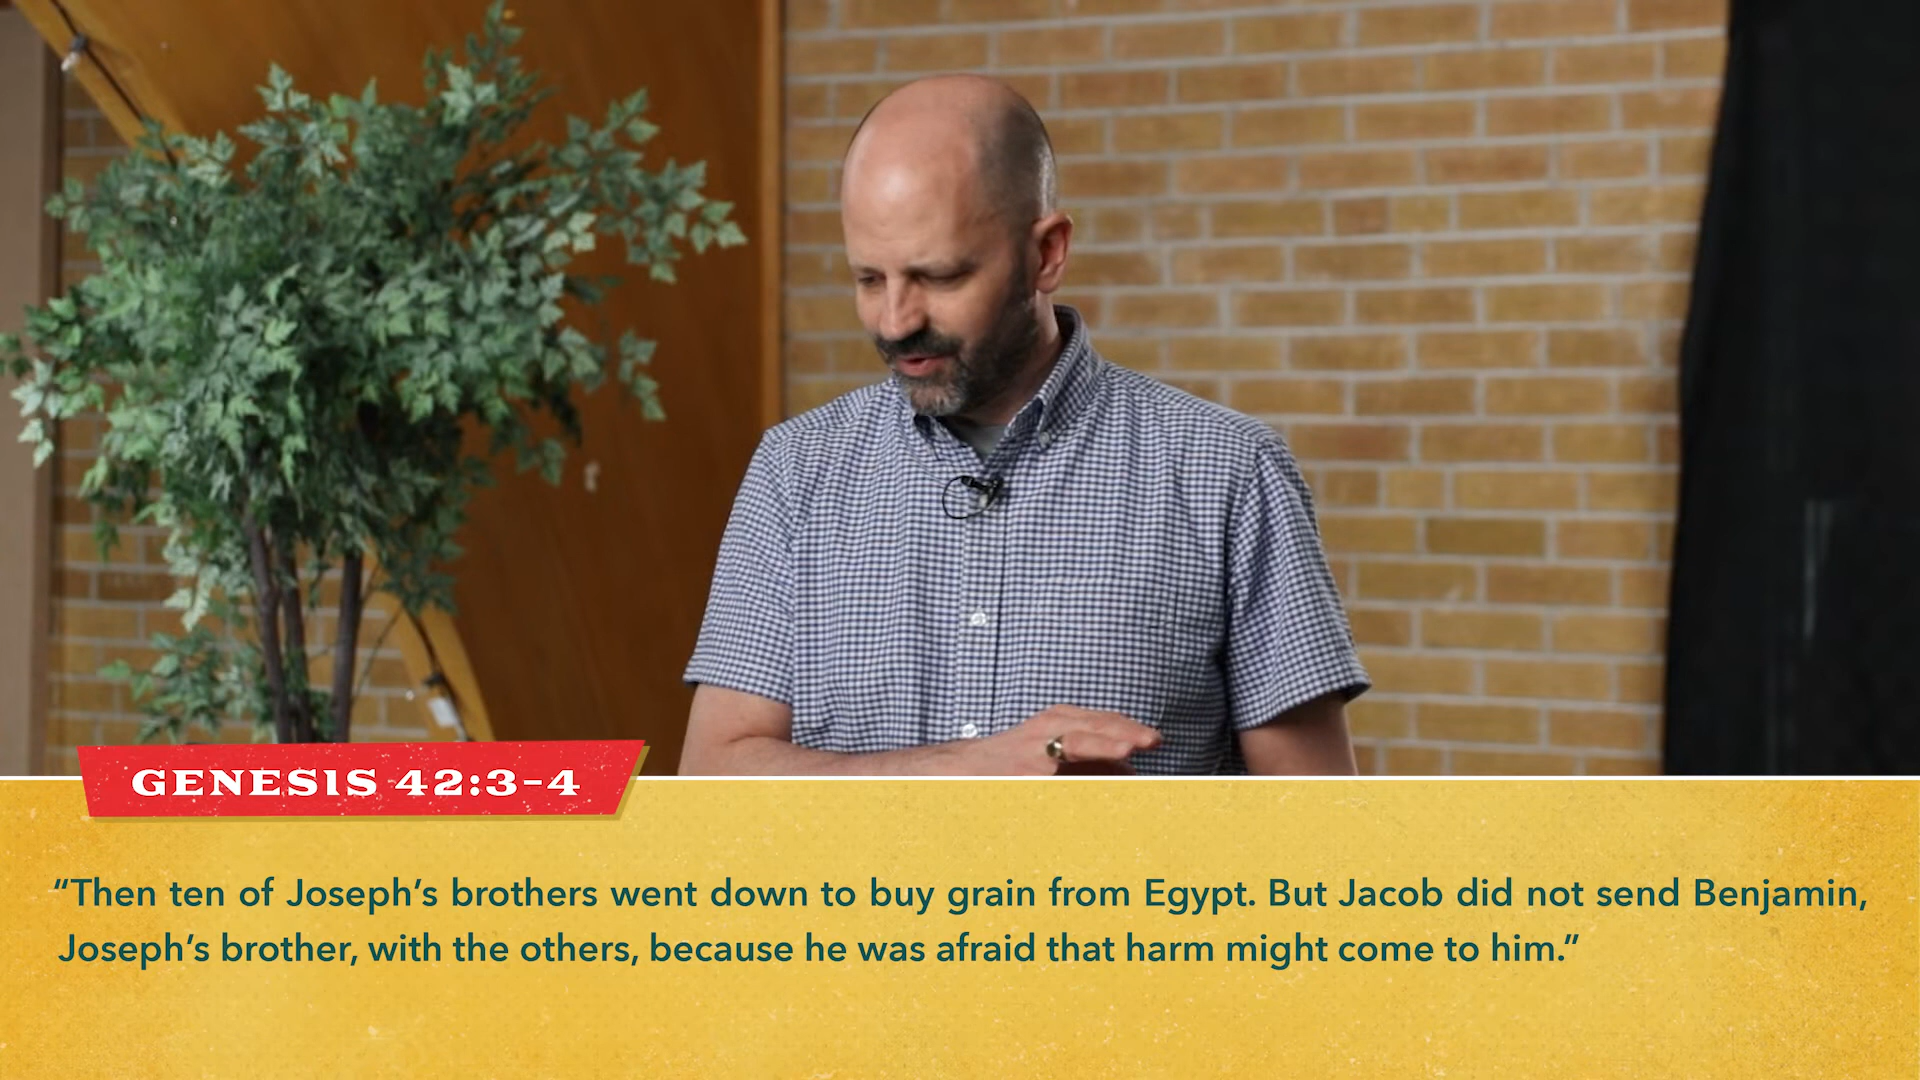 GENESIS 42:3-4
“Then ten of Joseph’s brothers went down to buy grain from Egypt. But Jacob did not send Benjamin,
Joseph’s brother, with the others, because he was afraid that harm might come to him.”